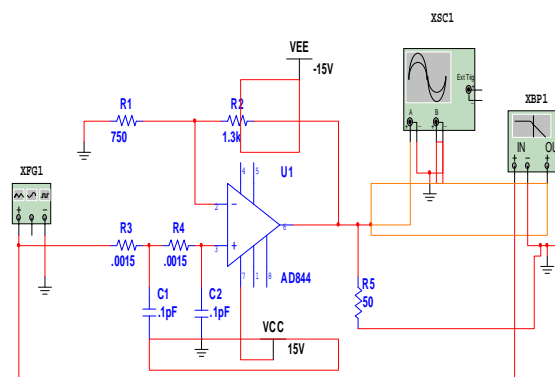 XSC1
VEE
-15V
Ext Trig
A
B
XBP1
IN
OU
R1
750
R2
1.3k
XFG1
U1
4
5
2
6
3
7
1
8
AD844
R3
.0015
R4
.0015
C1
.1pF
C2
.1pF
R5
50
VCC
15V